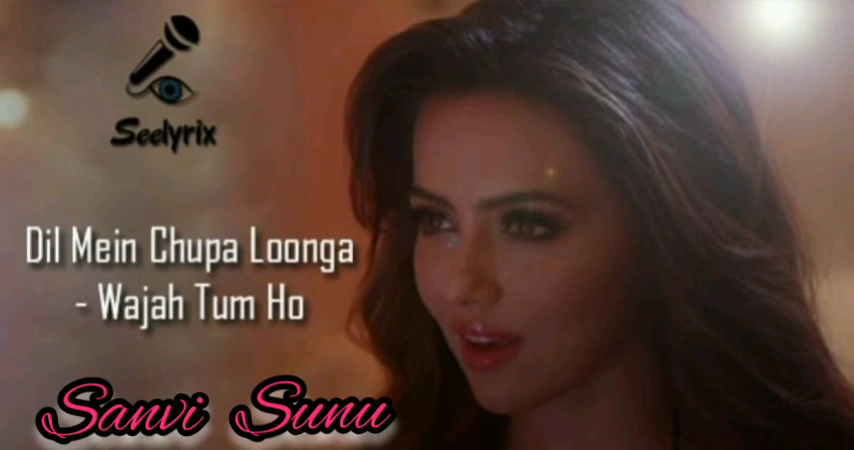 Seelyrix
Dil Mein Chupa Loonga
- Wajah Tum Ho
Sanvi Sunu